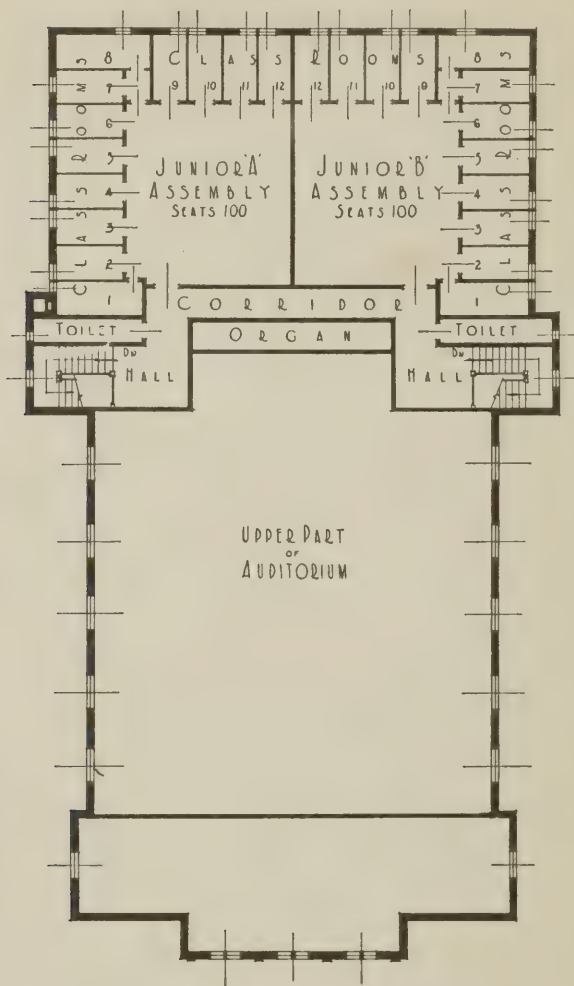 CLASS ROOMS
8 9 10 11 12 12 11 10 9 8
CLASS ROOMS
7
6
5
4
3
2
1
JUNIOR 'A'
ASSEMBLY
SEATS 100
JUNIOR 'B'
ASSEMBLY
SEATS 100
CLASS ROOMS
7
6
5
4
3
2
1
CORRIDOR
TOILET
ORGAN
TOILET
DN
HALL
DN
HALL
UPPER PART
OF
AUDITORIUM